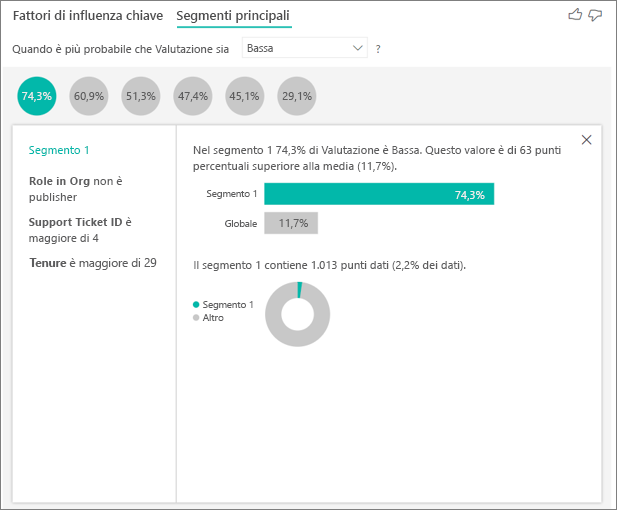 Fattori di influenza chiave Segmenti principali
Quando è più probabile che Valutazione sia Bassa ?
74,3% 60,9% 51,3% 47,4% 45,1% 29,1%
Segmento 1
Role in Org non è
publisher
Support Ticket ID è
maggiore di 4
Tenure è maggiore di 29
Nel segmento 1 74,3% di Valutazione è Bassa. Questo valore è di 63 punti
percentuali superiore alla media (11,7%).
Segmento 1 74,3%
Globale 11,7%
Il segmento 1 contiene 1.013 punti dati (2,2% dei dati).
Segmento 1
Altro